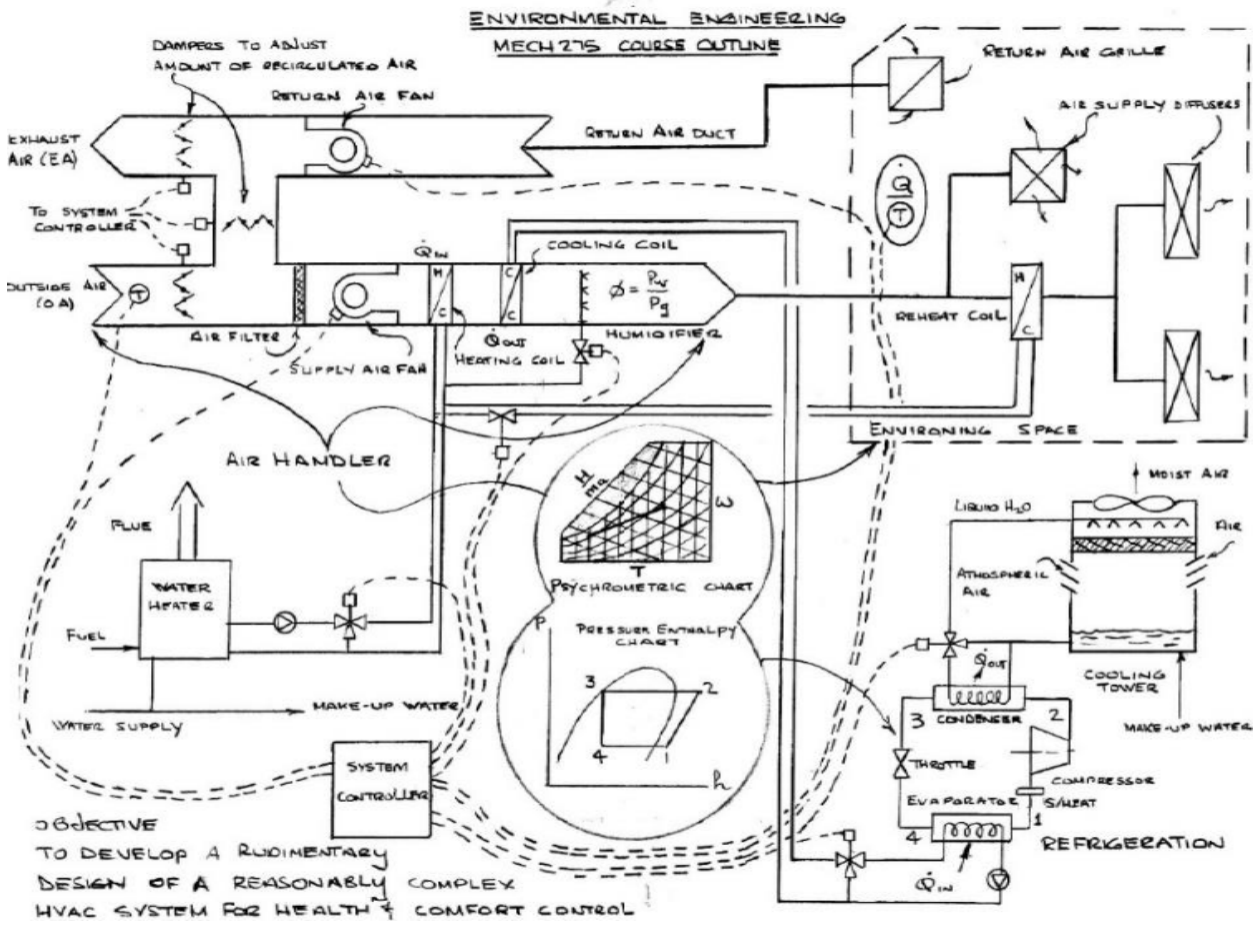 ENVIRONMENTAL ENGINEERING
MECH 275 COURSE OUTLINE
DAMPERS TO ADJUST
AMOUNT OF RECIRCULATED AIR
RETURN AIR FAN
EXHAUST
AIR (EA)
RETURN AIR DUCT
RETURN AIR GRILLE
AIR SUPPLY DIFFUSERS
Q̇
T
TO SYSTEM
CONTROLLER
Q̇IN
COOLING COIL
OUTSIDE AIR
(OA)
T
H
C
C
C
ϕ = Pw/Pg
H
C
REHEAT COIL
AIR FILTER
SUPPLY AIR FAN
Q̇OUT
HEATING COIL
HUMIDIFIER
ENVIRONING SPACE
AIR HANDLER
H/ma
ω
T
PSYCHROMETRIC CHART
PRESSURE ENTHALPY
CHART
P
3
2
4
1
h
FLUE
WATER
HEATER
FUEL
WATER SUPPLY
MAKE-UP WATER
SYSTEM
CONTROLLER
MOIST AIR
LIQUID H2O
AIR
ATMOSPHERIC
AIR
Q̇OUT
COOLING
TOWER
MAKE-UP WATER
3
CONDENSER
2
THROTTLE
COMPRESSOR
EVAPORATOR
S/HEAT
4
1
REFRIGERATION
Q̇IN
OBJECTIVE
TO DEVELOP A RUDIMENTARY
DESIGN OF A REASONABLY COMPLEX
HVAC SYSTEM FOR HEALTH & COMFORT CONTROL